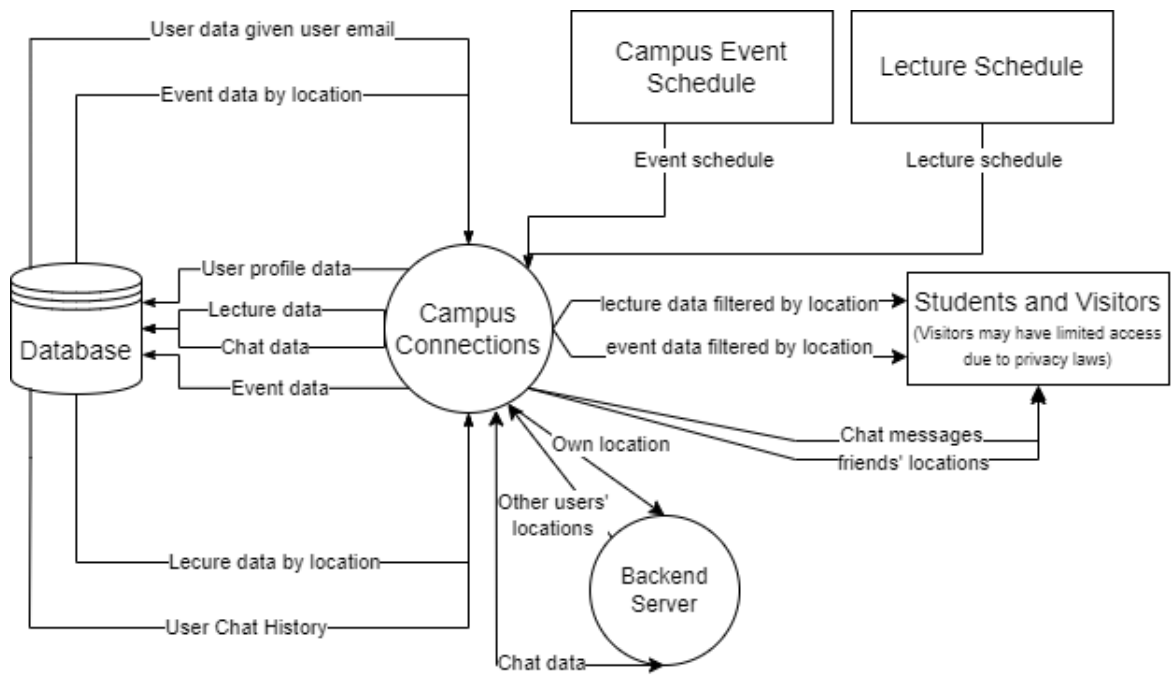 User data given user email
Event data by location
Campus Event
Schedule
Lecture Schedule
Event schedule
Lecture schedule
User profile data
Lecture data
Chat data
Event data
Database
Campus
Connections
lecture data filtered by location
event data filtered by location
Students and Visitors
(Visitors may have limited access
due to privacy laws)
Chat messages
friends' locations
Own location
Other users'
locations
Backend
Server
Lecure data by location
User Chat History
Chat data